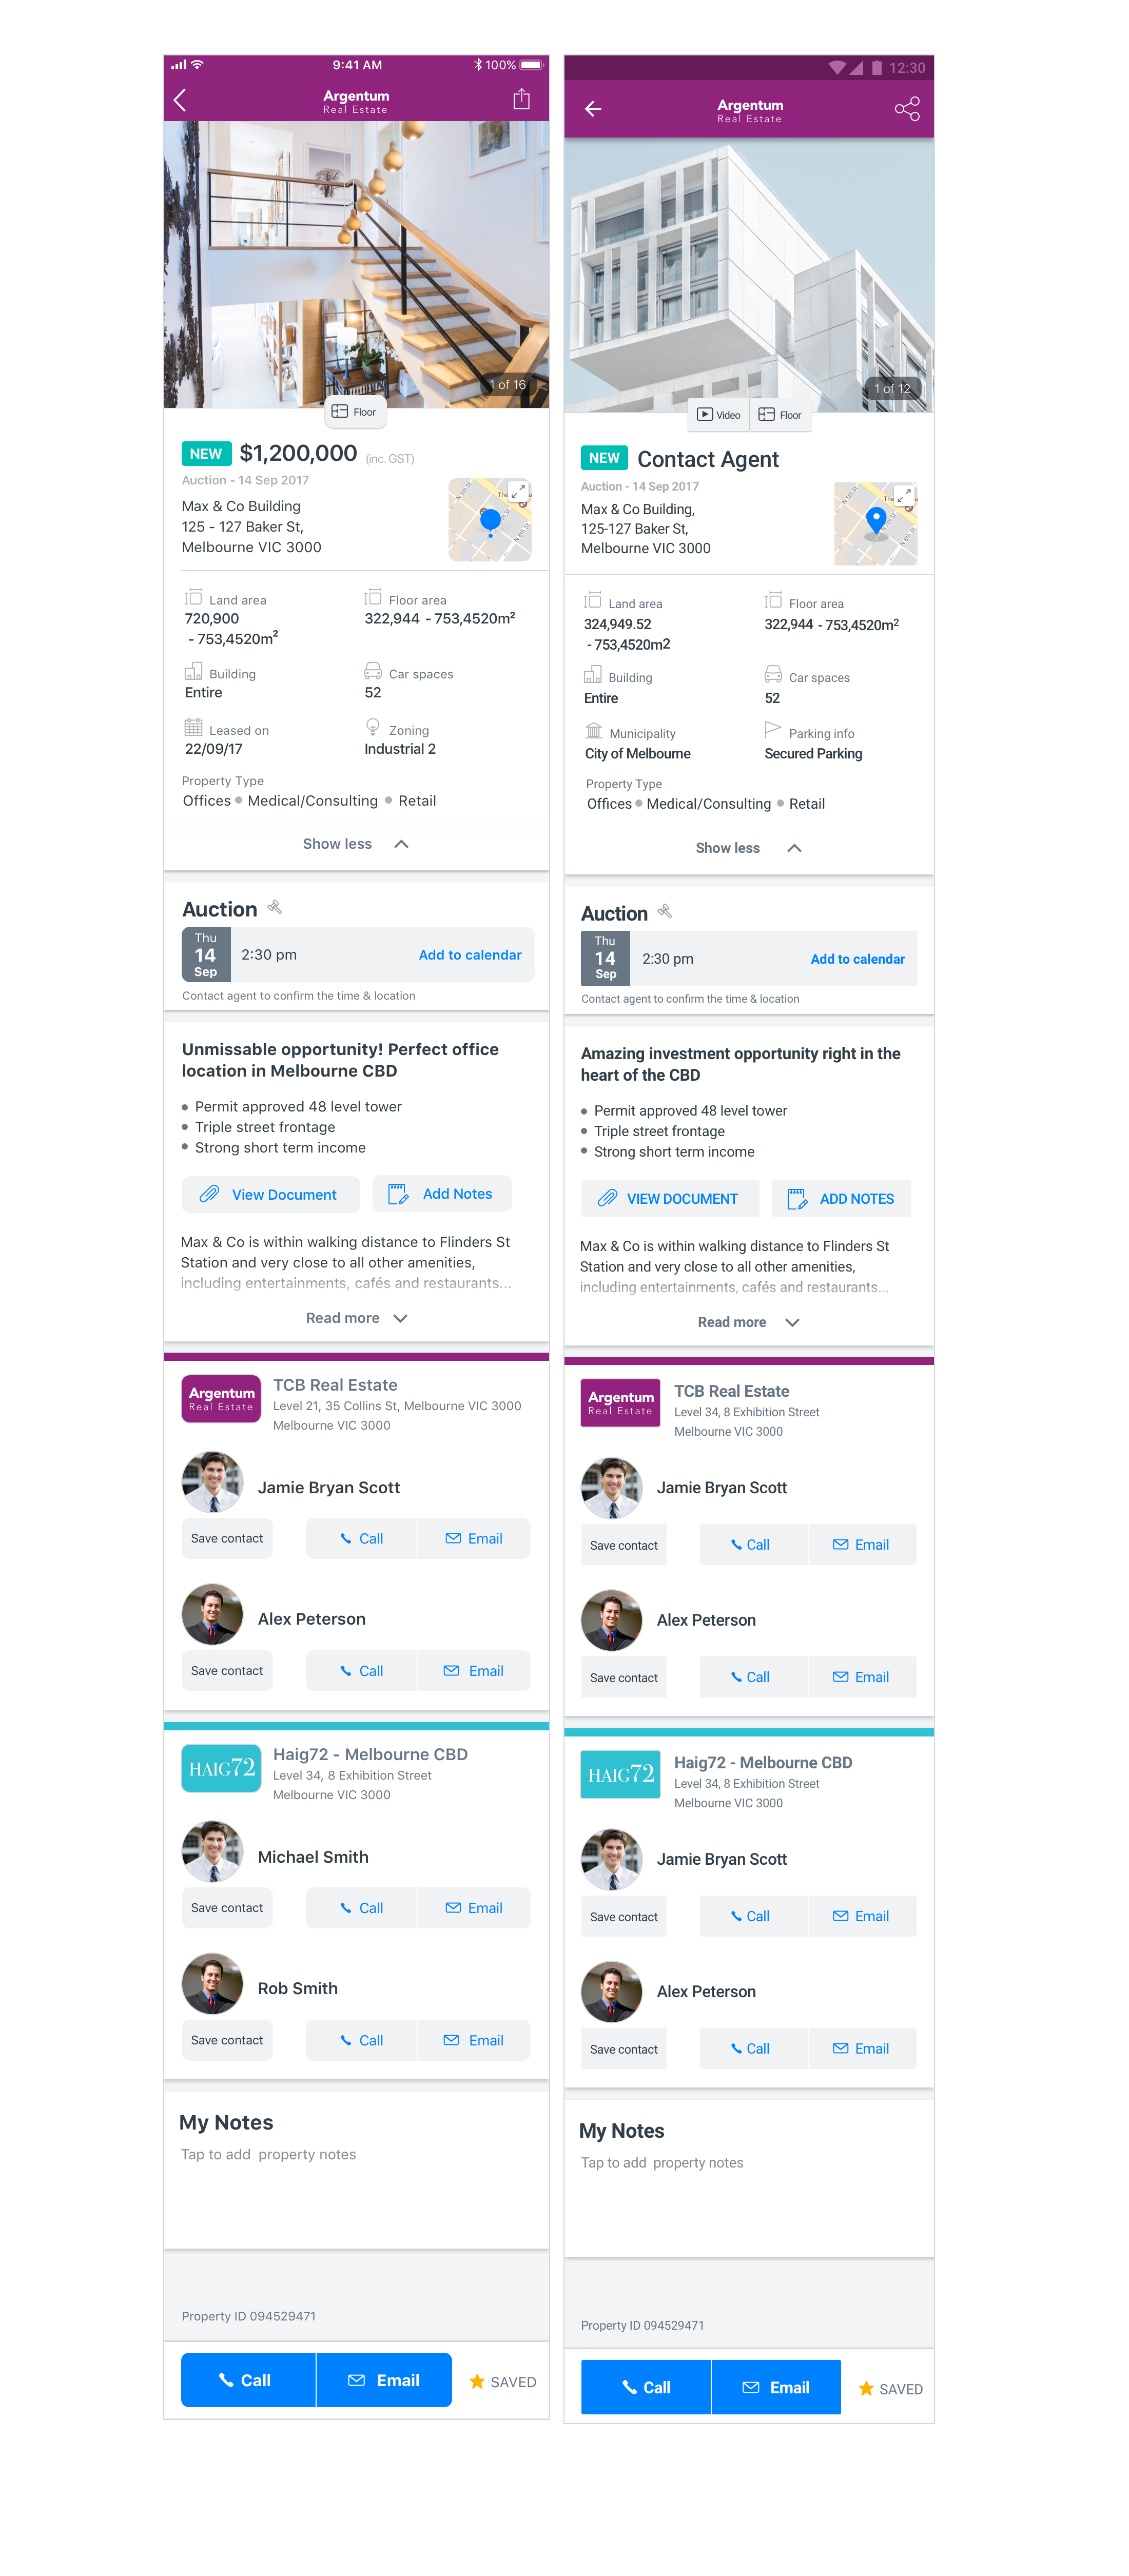 9:41 AM
100%
Argentum
Real Estate
1 of 16
Floor
NEW
$1,200,000 (inc. GST)
Auction - 14 Sep 2017
Max & Co Building
125 - 127 Baker St,
Melbourne VIC 3000
N 9th St
N 8th St
Land area
720,900
- 753,4520m²
Floor area
322,944 - 753,4520m²
Building
Entire
Car spaces
52
Leased on
22/09/17
Zoning
Industrial 2
Property Type
Offices • Medical/Consulting • Retail
Show less
Auction
Thu
14
Sep
2:30 pm
Add to calendar
Contact agent to confirm the time & location
Unmissable opportunity! Perfect office
location in Melbourne CBD
• Permit approved 48 level tower
• Triple street frontage
• Strong short term income
View Document
Add Notes
Max & Co is within walking distance to Flinders St
Station and very close to all other amenities,
including entertainments, cafés and restaurants...
Read more
Argentum
Real Estate
TCB Real Estate
Level 21, 35 Collins St, Melbourne VIC 3000
Melbourne VIC 3000
Jamie Bryan Scott
Save contact
Call
Email
Alex Peterson
Save contact
Call
Email
HAIG72
Haig72 - Melbourne CBD
Level 34, 8 Exhibition Street
Melbourne VIC 3000
Michael Smith
Save contact
Call
Email
Rob Smith
Save contact
Call
Email
My Notes
Tap to add property notes
Property ID 094529471
Call
Email
SAVED
12:30
Argentum
Real Estate
1 of 12
Video
Floor
NEW
Contact Agent
Auction - 14 Sep 2017
Max & Co Building,
125-127 Baker St,
Melbourne VIC 3000
N 9th St
N 8th St
Land area
324,949.52
- 753,4520m2
Floor area
322,944 - 753,4520m²
Building
Entire
Car spaces
52
Municipality
City of Melbourne
Parking info
Secured Parking
Property Type
Offices • Medical/Consulting • Retail
Show less
Auction
Thu
14
Sep
2:30 pm
Add to calendar
Contact agent to confirm the time & location
Amazing investment opportunity right in the
heart of the CBD
• Permit approved 48 level tower
• Triple street frontage
• Strong short term income
VIEW DOCUMENT
ADD NOTES
Max & Co is within walking distance to Flinders St
Station and very close to all other amenities,
including entertainments, cafés and restaurants...
Read more
Argentum
Real Estate
TCB Real Estate
Level 34, 8 Exhibition Street
Melbourne VIC 3000
Jamie Bryan Scott
Save contact
Call
Email
Alex Peterson
Save contact
Call
Email
HAIG72
Haig72 - Melbourne CBD
Level 34, 8 Exhibition Street
Melbourne VIC 3000
Jamie Bryan Scott
Save contact
Call
Email
Alex Peterson
Save contact
Call
Email
My Notes
Tap to add property notes
Property ID 094529471
Call
Email
SAVED